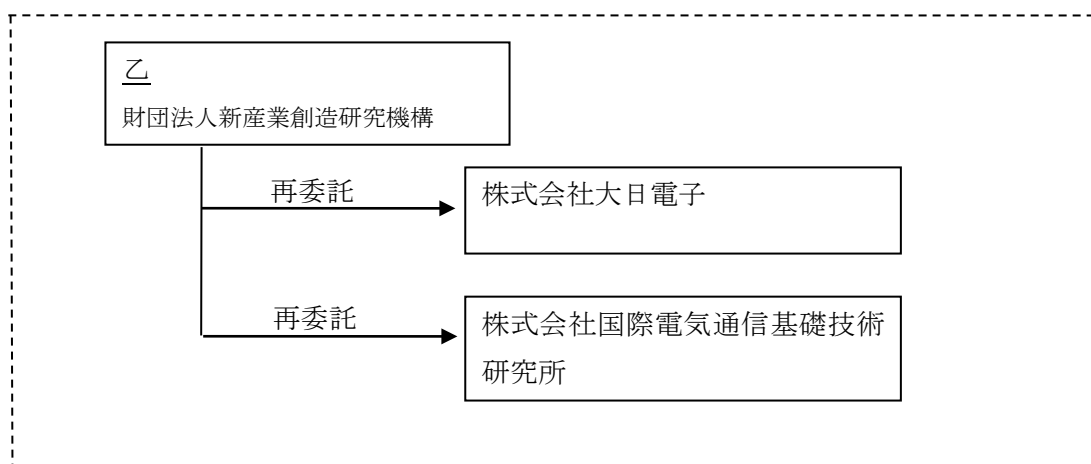 乙
財団法人新産業創造研究機構
再委託
株式会社大日電子
再委託
株式会社国際電気通信基礎技術
研究所